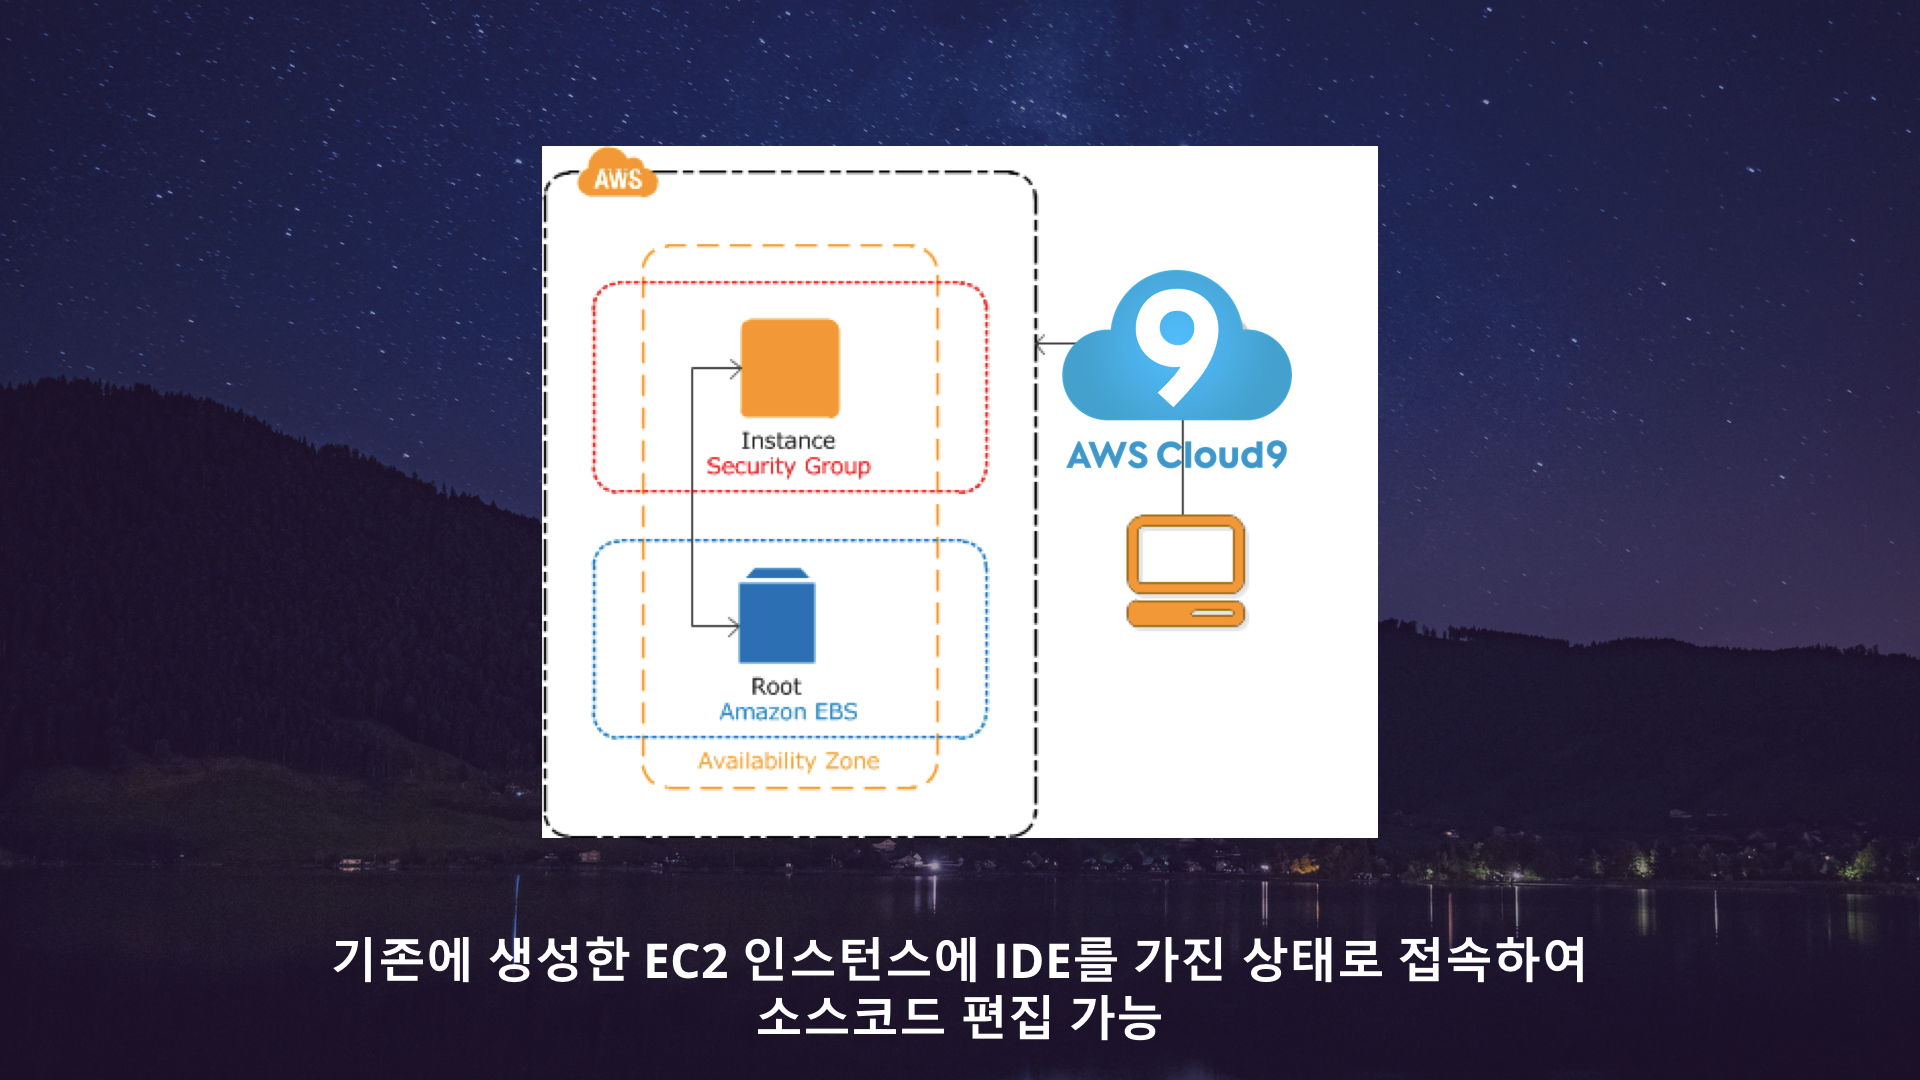 AWS
9
AWS Cloud9
Instance
Security Group
Root
Amazon EBS
Availability Zone
기존에 생성한 EC2 인스턴스에 IDE를 가진 상태로 접속하여
소스코드 편집 가능